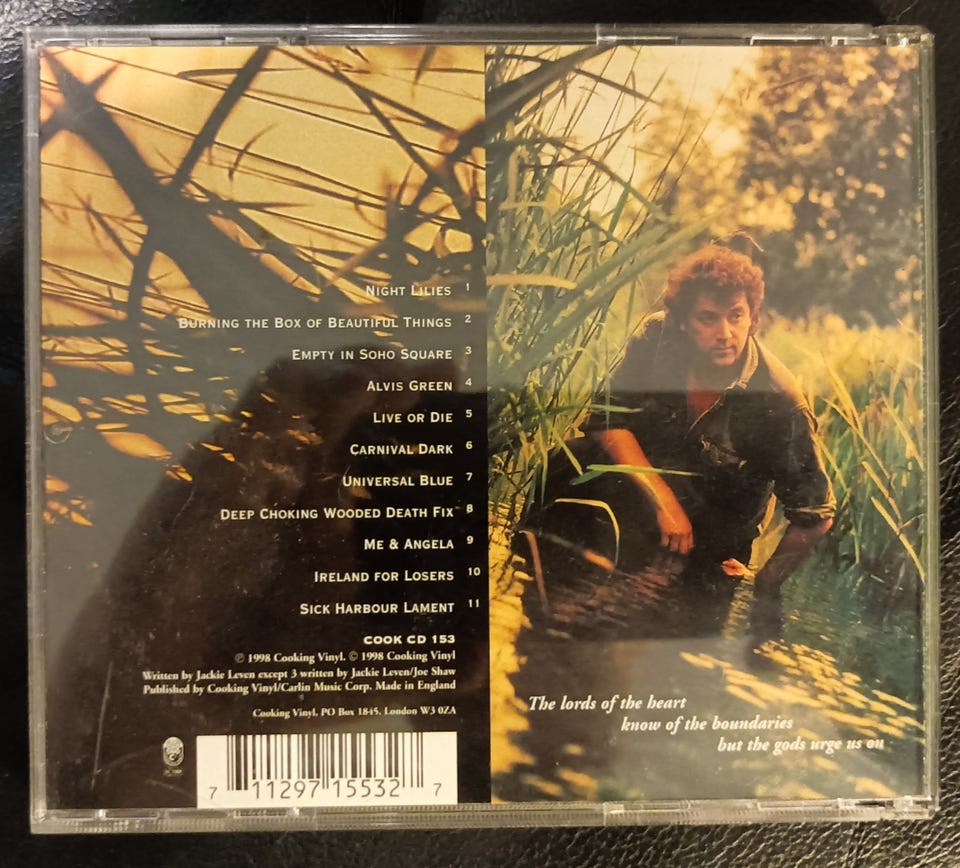 Night Lilies 1
Burning the Box of Beautiful Things 2
Empty in Soho Square 3
Alvis Green 4
Live or Die 5
Carnival Dark 6
Universal Blue 7
Deep Choking Wooded Death Fix 8
Me & Angela 9
Ireland for Losers 10
Sick Harbour Lament 11
COOK CD 153
℗ 1998 Cooking Vinyl. © 1998 Cooking Vinyl
Written by Jackie Leven except 3 written by Jackie Leven/Joe Shaw
Published by Cooking Vinyl/Carlin Music Corp. Made in England
Cooking Vinyl, PO Box 1845, London W3 0ZA
7 11297 15532 7
The lords of the heart
know of the boundaries
but the gods urge us on